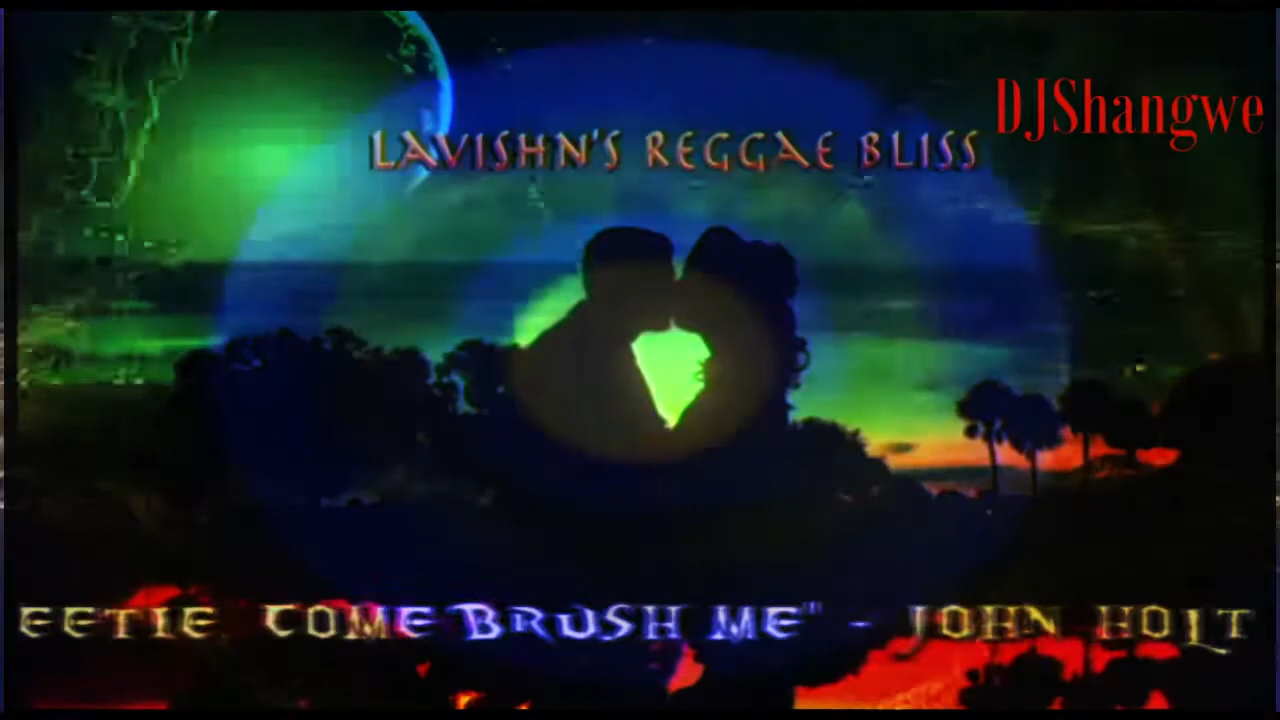 DJShangwe
LAVISHN'S REGGAE BLISS
EETIE COME BRUSH ME" - JOHN HOLT